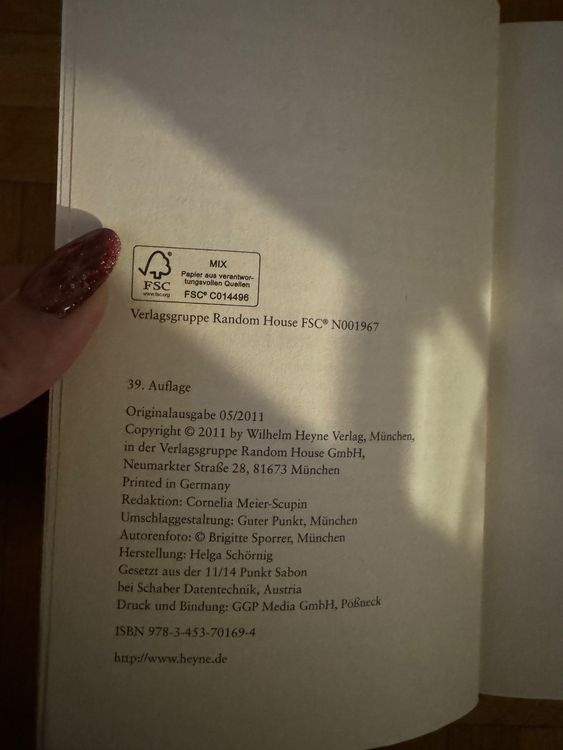 MIX
Papier aus verantwor-
tungsvollen Quellen
FSC® C014496
FSC
www.fsc.org
Verlagsgruppe Random House FSC® N001967
39. Auflage
Originalausgabe 05/2011
Copyright © 2011 by Wilhelm Heyne Verlag, München,
in der Verlagsgruppe Random House GmbH,
Neumarkter Straße 28, 81673 München
Printed in Germany
Redaktion: Cornelia Meier-Scupin
Umschlaggestaltung: Guter Punkt, München
Autorenfoto: © Brigitte Sporrer, München
Herstellung: Helga Schörnig
Gesetzt aus der 11/14 Punkt Sabon
bei Schaber Datentechnik, Austria
Druck und Bindung: GGP Media GmbH, Pößneck
ISBN 978-3-453-70169-4
http://www.heyne.de